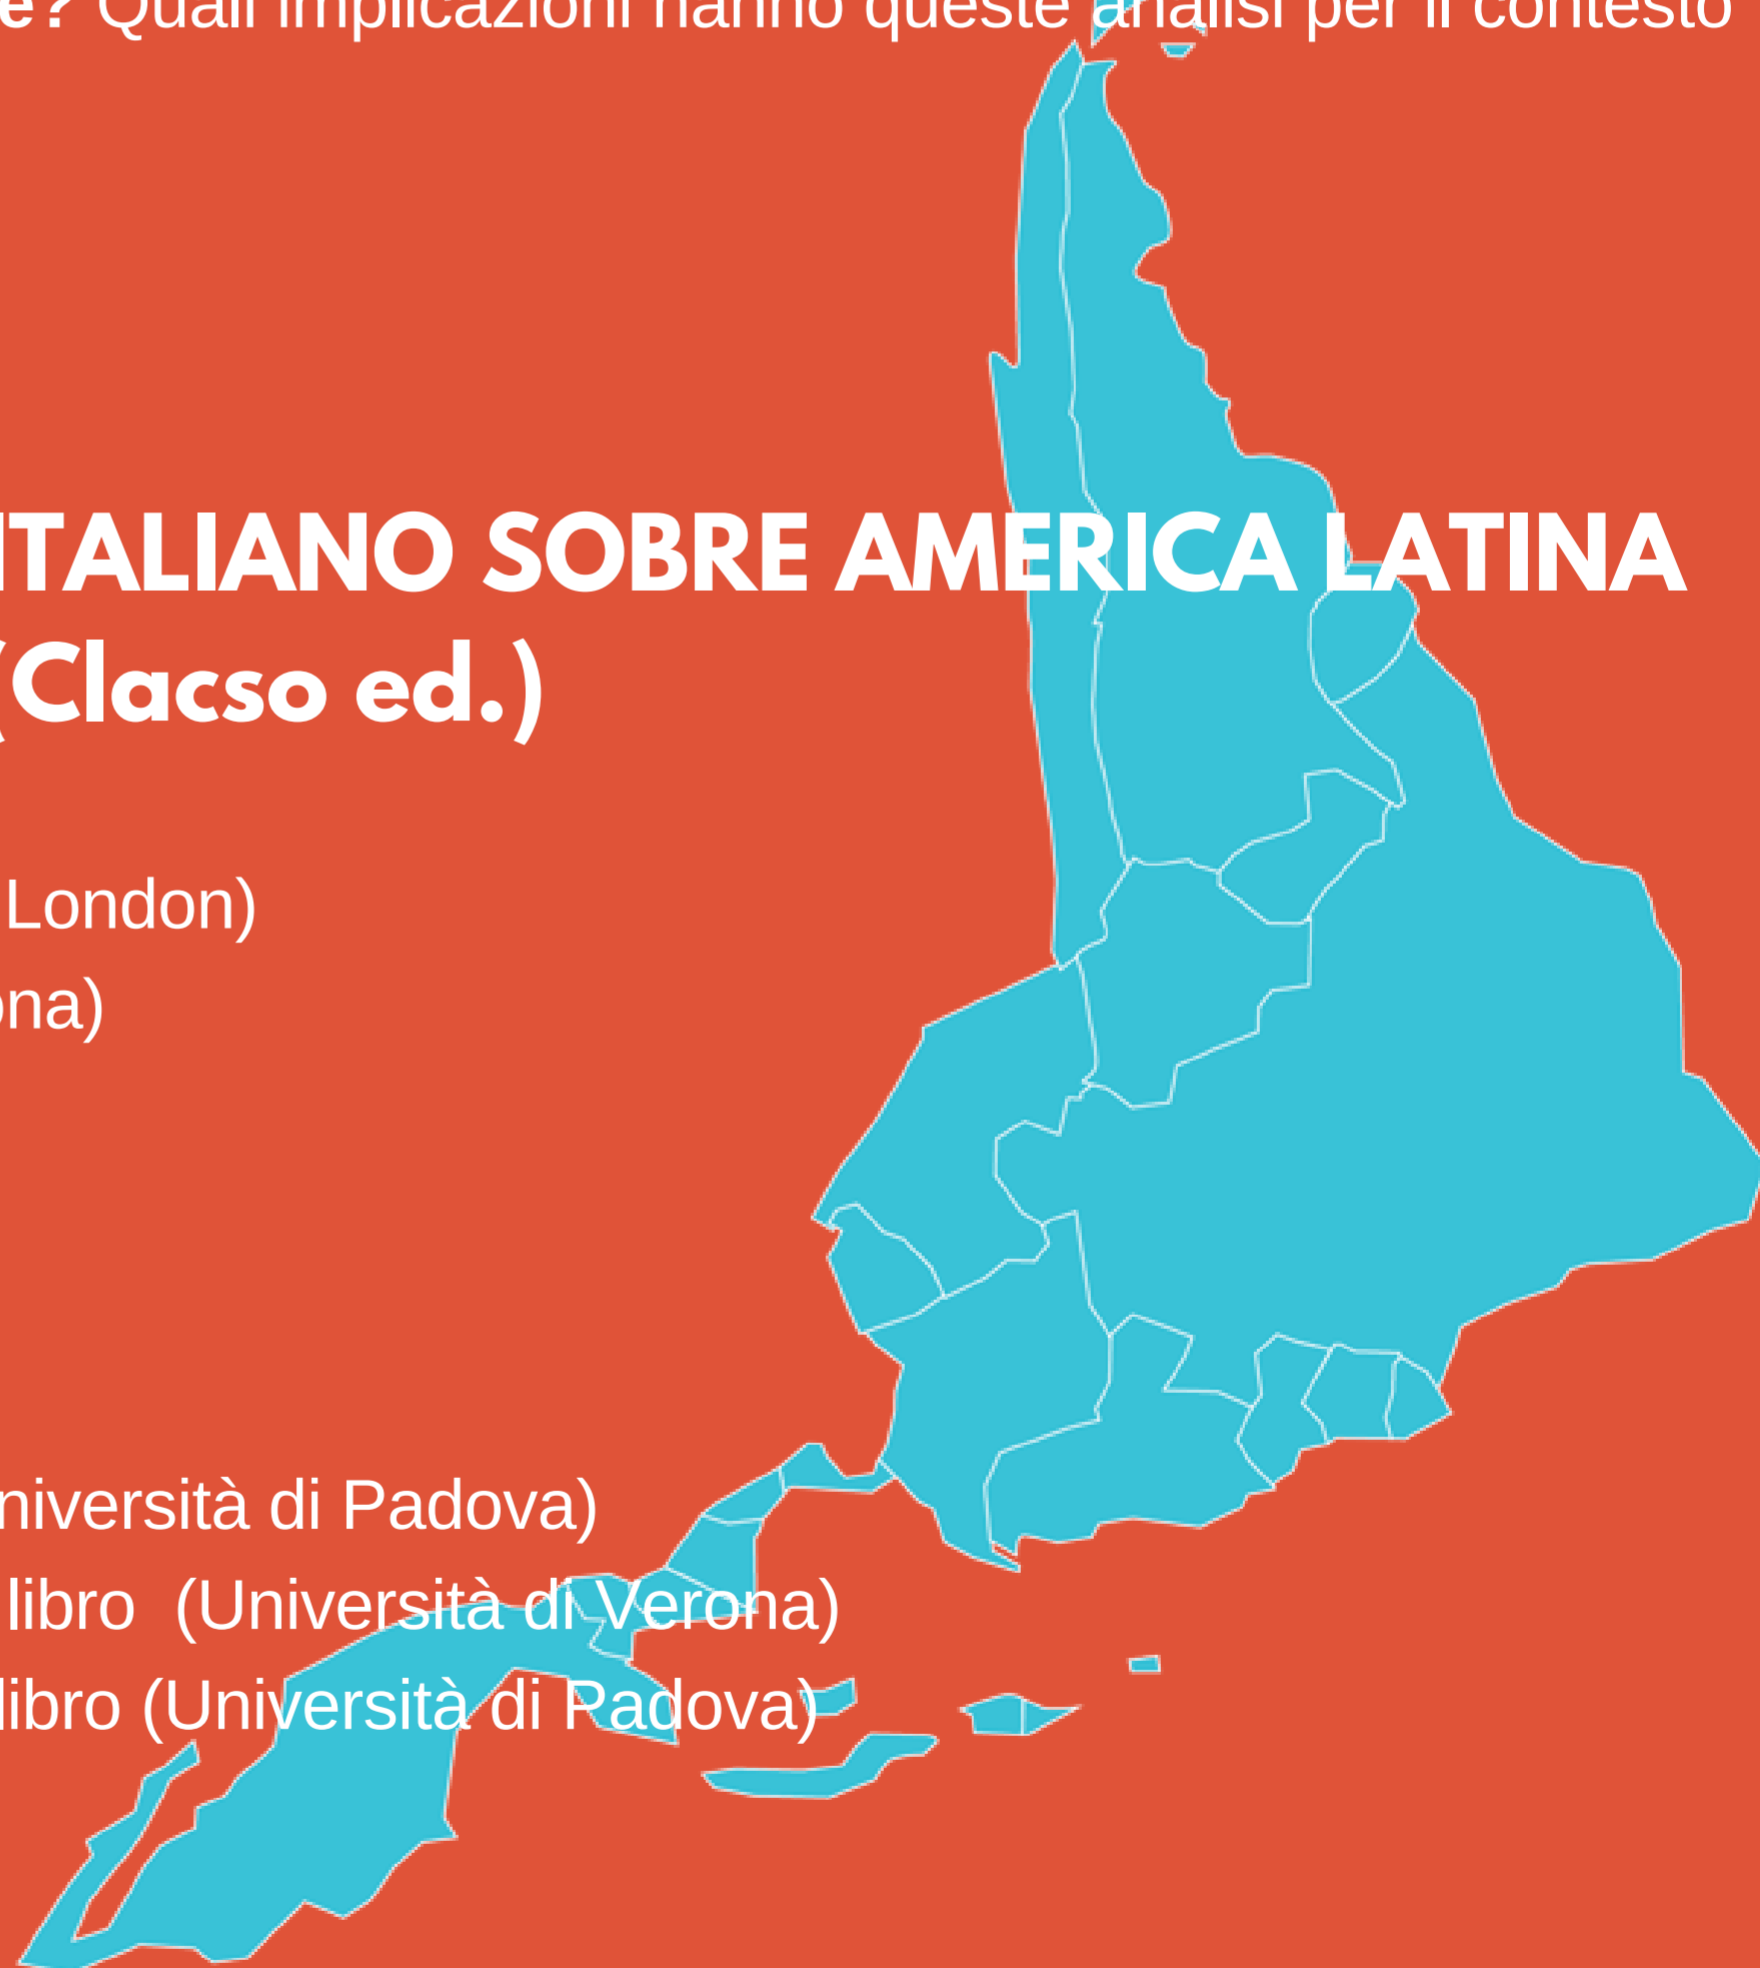 e? Quali implicazioni hanno queste analisi per il contesto
ITALIANO SOBRE AMERICA LATINA
(Clacso ed.)
London)
ona)
niversità di Padova)
libro (Università di Verona)
libro (Università di Padova)